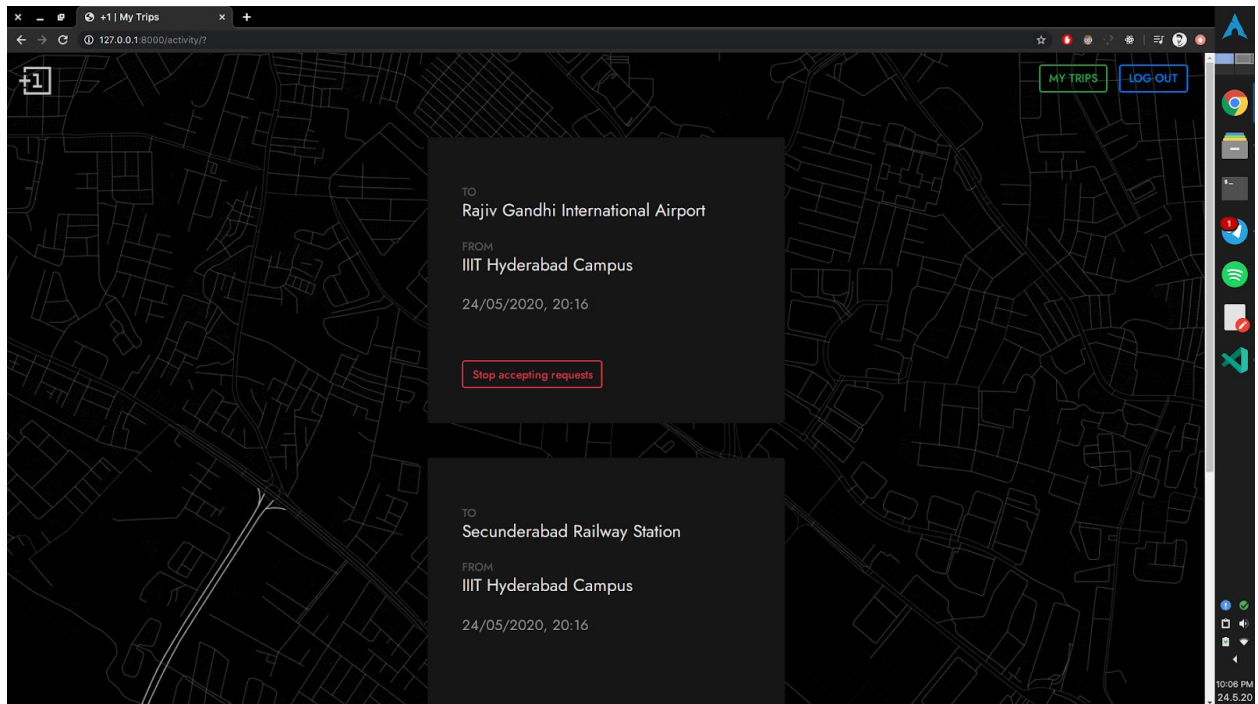 +1 | My Trips
127.0.0.1:8000/activity/?
+1
MY TRIPS
LOG OUT
TO
Rajiv Gandhi International Airport
FROM
IIIT Hyderabad Campus
24/05/2020, 20:16
Stop accepting requests
TO
Secunderabad Railway Station
FROM
IIIT Hyderabad Campus
24/05/2020, 20:16
1
10:06 PM
24.5.20